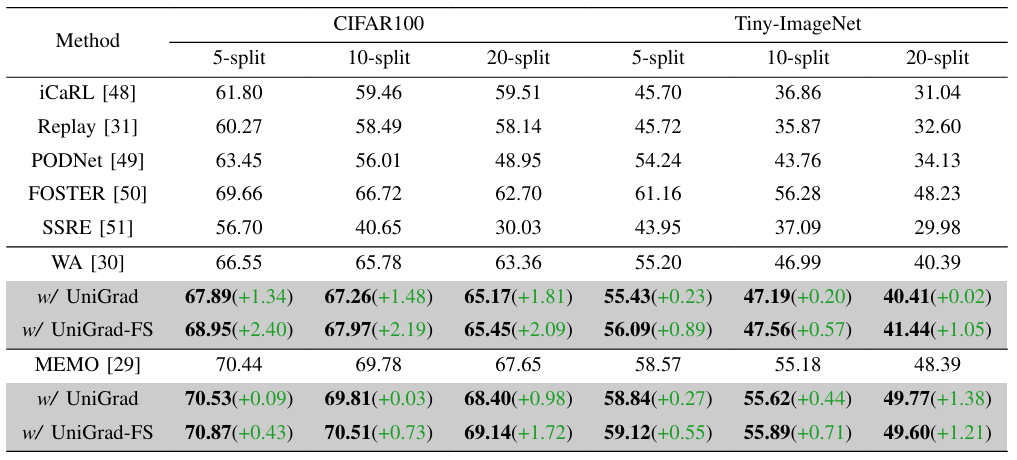 Method CIFAR100 Tiny-ImageNet
5-split 10-split 20-split 5-split 10-split 20-split
iCaRL [48] 61.80 59.46 59.51 45.70 36.86 31.04
Replay [31] 60.27 58.49 58.14 45.72 35.87 32.60
PODNet [49] 63.45 56.01 48.95 54.24 43.76 34.13
FOSTER [50] 69.66 66.72 62.70 61.16 56.28 48.23
SSRE [51] 56.70 40.65 30.03 43.95 37.09 29.98
WA [30] 66.55 65.78 63.36 55.20 46.99 40.39
w/ UniGrad 67.89(+1.34) 67.26(+1.48) 65.17(+1.81) 55.43(+0.23) 47.19(+0.20) 40.41(+0.02)
w/ UniGrad-FS 68.95(+2.40) 67.97(+2.19) 65.45(+2.09) 56.09(+0.89) 47.56(+0.57) 41.44(+1.05)
MEMO [29] 70.44 69.78 67.65 58.57 55.18 48.39
w/ UniGrad 70.53(+0.09) 69.81(+0.03) 68.40(+0.98) 58.84(+0.27) 55.62(+0.44) 49.77(+1.38)
w/ UniGrad-FS 70.87(+0.43) 70.51(+0.73) 69.14(+1.72) 59.12(+0.55) 55.89(+0.71) 49.60(+1.21)